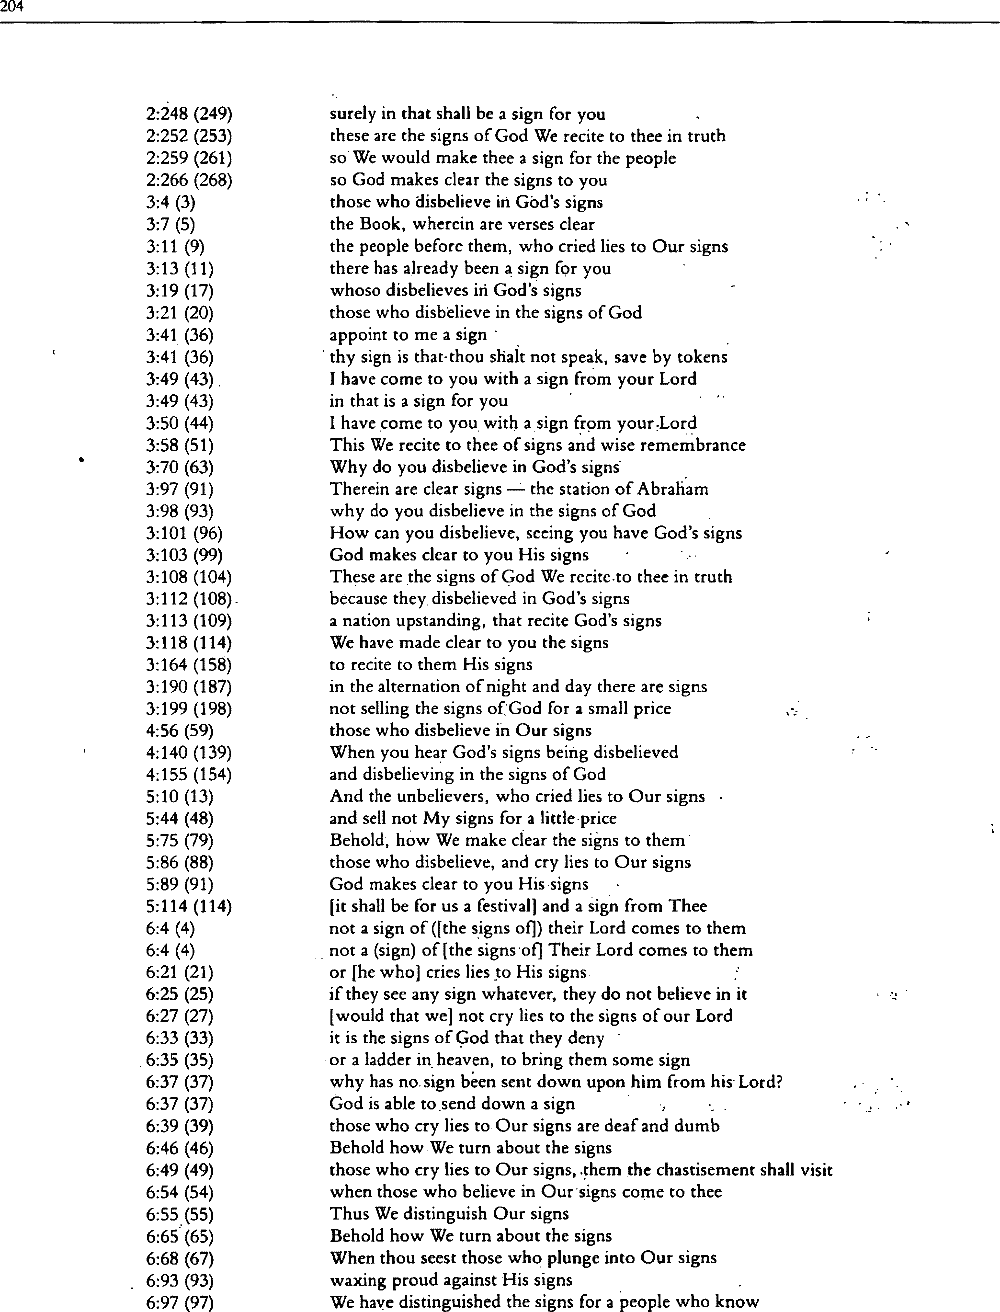 204
2:248 (249) surely in that shall be a sign for you
2:252 (253) these are the signs of God We recite to thee in truth
2:259 (261) so We would make thee a sign for the people
2:266 (268) so God makes clear the signs to you
3:4 (3) those who disbelieve in God's signs
3:7 (5) the Book, wherein are verses clear
3:11 (9) the people before them, who cried lies to Our signs
3:13 (11) there has already been a sign for you
3:19 (17) whoso disbelieves in God's signs
3:21 (20) those who disbelieve in the signs of God
3:41 (36) appoint to me a sign
3:41 (36) thy sign is that thou shalt not speak, save by tokens
3:49 (43) I have come to you with a sign from your Lord
3:49 (43) in that is a sign for you
3:50 (44) I have come to you with a sign from your Lord
3:58 (51) This We recite to thee of signs and wise remembrance
3:70 (63) Why do you disbelieve in God's signs
3:97 (91) Therein are clear signs — the station of Abraham
3:98 (93) why do you disbelieve in the signs of God
3:101 (96) How can you disbelieve, seeing you have God's signs
3:103 (99) God makes clear to you His signs
3:108 (104) These are the signs of God We recite to thee in truth
3:112 (108) because they disbelieved in God's signs
3:113 (109) a nation upstanding, that recite God's signs
3:118 (114) We have made clear to you the signs
3:164 (158) to recite to them His signs
3:190 (187) in the alternation of night and day there are signs
3:199 (198) not selling the signs of God for a small price
4:56 (59) those who disbelieve in Our signs
4:140 (139) When you hear God's signs being disbelieved
4:155 (154) and disbelieving in the signs of God
5:10 (13) And the unbelievers, who cried lies to Our signs
5:44 (48) and sell not My signs for a little price
5:75 (79) Behold, how We make clear the signs to them
5:86 (88) those who disbelieve, and cry lies to Our signs
5:89 (91) God makes clear to you His signs
5:114 (114) [it shall be for us a festival] and a sign from Thee
6:4 (4) not a sign of ([the signs of]) their Lord comes to them
6:4 (4) not a (sign) of [the signs of] Their Lord comes to them
6:21 (21) or [he who] cries lies to His signs
6:25 (25) if they see any sign whatever, they do not believe in it
6:27 (27) [would that we] not cry lies to the signs of our Lord
6:33 (33) it is the signs of God that they deny
6:35 (35) or a ladder in heaven, to bring them some sign
6:37 (37) why has no sign been sent down upon him from his Lord?
6:37 (37) God is able to send down a sign
6:39 (39) those who cry lies to Our signs are deaf and dumb
6:46 (46) Behold how We turn about the signs
6:49 (49) those who cry lies to Our signs, them the chastisement shall visit
6:54 (54) when those who believe in Our signs come to thee
6:55 (55) Thus We distinguish Our signs
6:65 (65) Behold how We turn about the signs
6:68 (67) When thou seest those who plunge into Our signs
6:93 (93) waxing proud against His signs
6:97 (97) We have distinguished the signs for a people who know